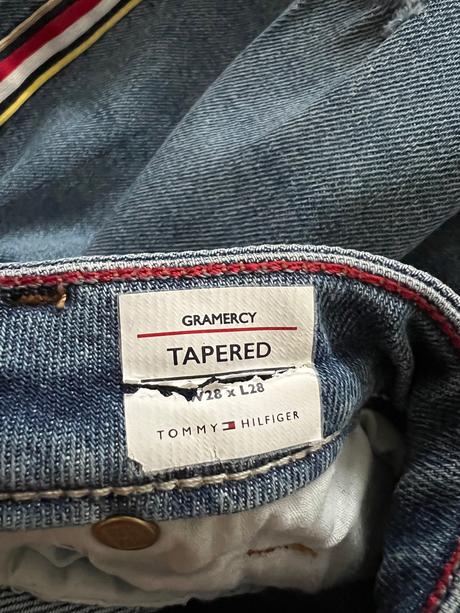 GRAMERCY
TAPERED
W28 x L28
TOMMY HILFIGER